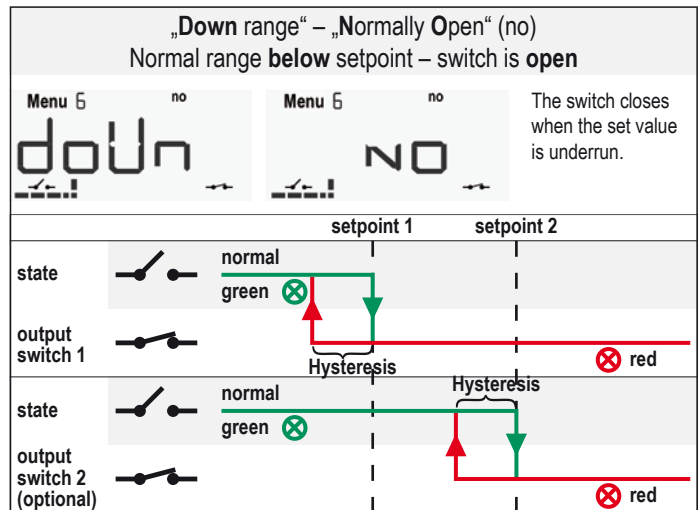 „Down range“ – „Normally Open“ (no)
Normal range below setpoint – switch is open
Menu 6 no
doUn
Menu 6 no
NO
The switch closes
when the set value
is underrun.
setpoint 1 setpoint 2
state
normal
green
output
switch 1
Hysteresis
red
state
normal
green
Hysteresis
output
switch 2
(optional)
red